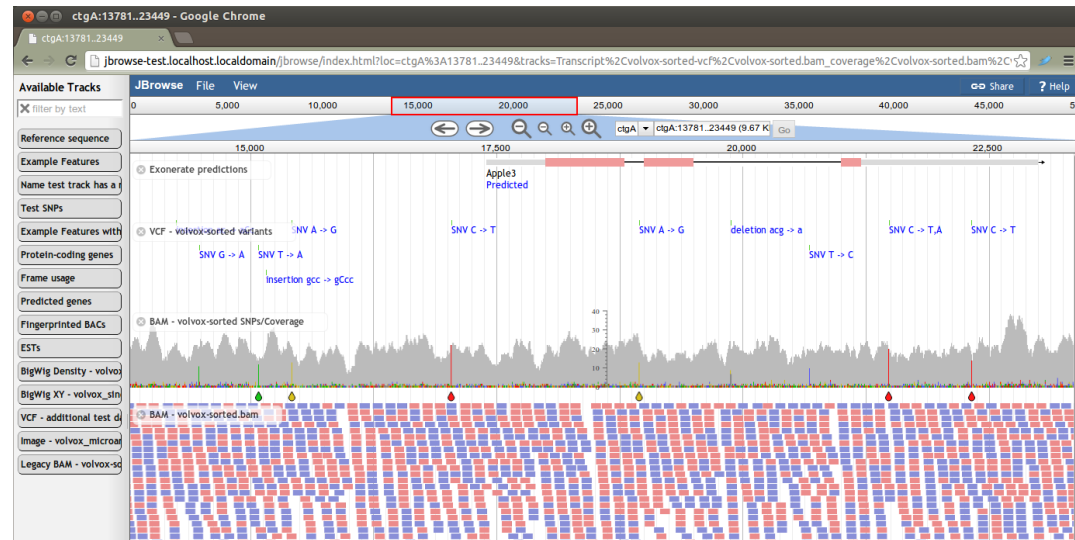 ctgA:13781..23449 - Google Chrome
ctgA:13781..23449
jbrowse-test.localhost.localdomain/jbrowse/index.html?loc=ctgA%3A13781..23449&tracks=Transcript%2Cvolvox-sorted-vcf%2Cvolvox-sorted.bam_coverage%2Cvolvox-sorted.bam%2C
Available Tracks
JBrowse File View Share ? Help
filter by text
0 5,000 10,000 15,000 20,000 25,000 30,000 35,000 40,000 45,000 5
ctgA ctgA:13781..23449 (9.67 K Go
15,000 17,500 20,000 22,500
Reference sequence
Example Features
Name test track has a
Test SNPs
Example Features with
Protein-coding genes
Frame usage
Predicted genes
Fingerprinted BACs
ESTs
BigWig Density - volvox
BigWig XY - volvox_sin
VCF - additional test da
Image - volvox_microar
Legacy BAM - volvox-so
Exonerate predictions
Apple3
Predicted
VCF - volvox-sorted variants
SNV A -> G SNV C -> T SNV A -> G deletion acg -> a SNV C -> T,A SNV C -> T
SNV G -> A SNV T -> A SNV T -> C
insertion gcc -> gCcc
BAM - volvox-sorted SNPs/Coverage
40
30
20
10
BAM - volvox-sorted.bam